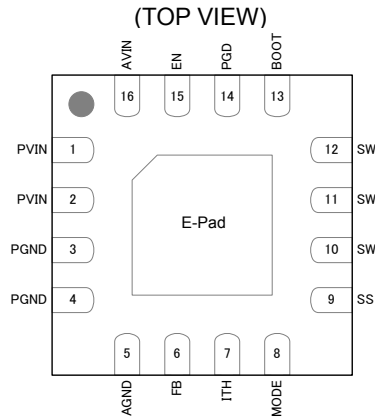 (TOP VIEW)
AVIN EN PGD BOOT
16 15 14 13
PVIN 1 12 SW
PVIN 2 11 SW
E-Pad
PGND 3 10 SW
PGND 4 9 SS
5 6 7 8
AGND FB ITH MODE